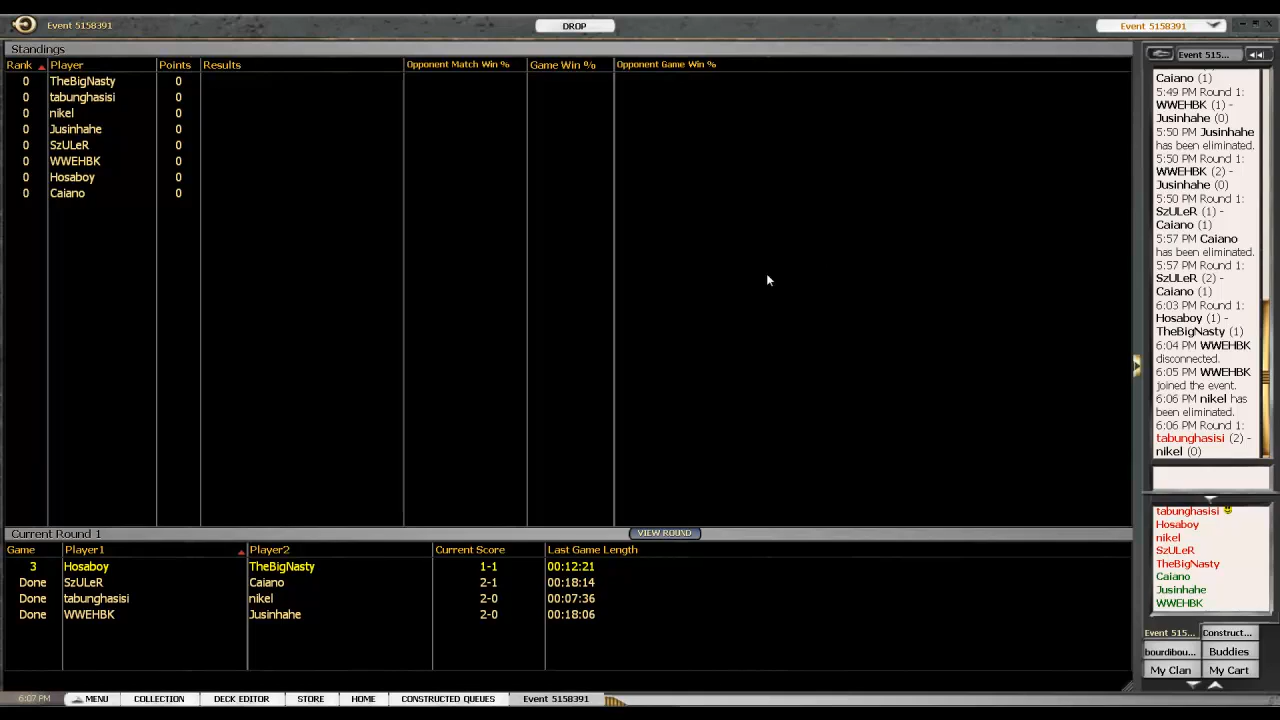 Event 5158391
DROP
Event 5158391
Standings
Rank Player Points Results Opponent Match Win % Game Win % Opponent Game Win %
0 TheBigNasty 0
0 tabunghasisi 0
0 nikel 0
0 Jusinhahe 0
0 SzULeR 0
0 WWEHBK 0
0 Hosaboy 0
0 Caiano 0
Current Round 1
VIEW ROUND
Game Player1 Player2 Current Score Last Game Length
3 Hosaboy TheBigNasty 1-1 00:12:21
Done SzULeR Caiano 2-1 00:18:14
Done tabunghasisi nikel 2-0 00:07:36
Done WWEHBK Jusinhahe 2-0 00:18:06
Event 515...
Caiano (1)
5:49 PM Round 1:
WWEHBK (1) -
Jusinhahe (0)
5:50 PM Jusinhahe
has been eliminated.
5:50 PM Round 1:
WWEHBK (2) -
Jusinhahe (0)
5:50 PM Round 1:
SzULeR (1) -
Caiano (1)
5:57 PM Caiano
has been eliminated.
5:57 PM Round 1:
SzULeR (2) -
Caiano (1)
6:03 PM Round 1:
Hosaboy (1) -
TheBigNasty (1)
6:04 PM WWEHBK
disconnected.
6:05 PM WWEHBK
joined the event.
6:06 PM nikel has
been eliminated.
6:06 PM Round 1:
tabunghasisi (2) -
nikel (0)
tabunghasisi
Hosaboy
nikel
SzULeR
TheBigNasty
Caiano
Jusinhahe
WWEHBK
Event 515... Construct...
bourdibou... Buddies
My Clan My Cart
6:07 PM MENU COLLECTION DECK EDITOR STORE HOME CONSTRUCTED QUEUES Event 5158391